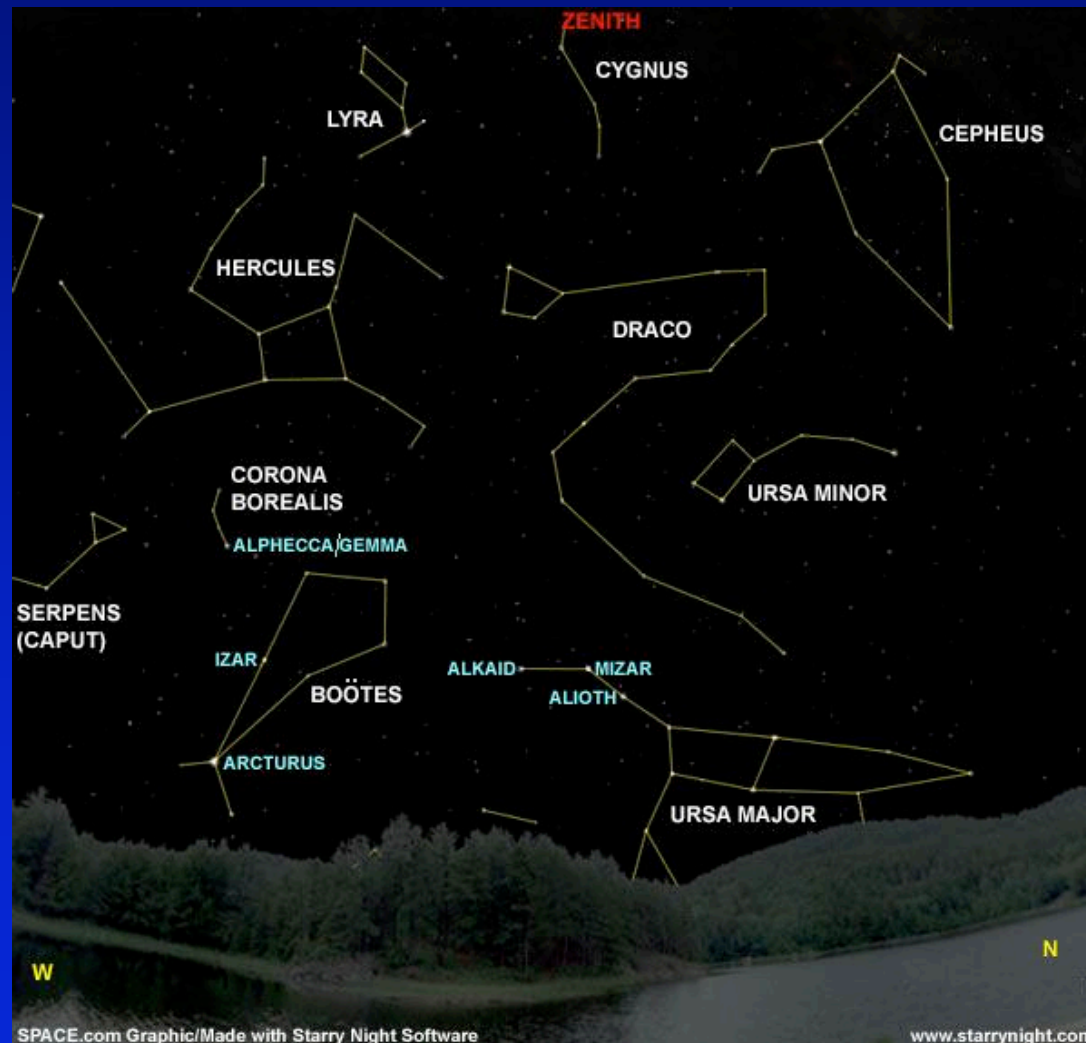 ZENITH
CYGNUS
LYRA
CEPHEUS
HERCULES
DRACO
CORONA
BOREALIS
URSA MINOR
ALPHECCA/GEMMA
SERPENS
(CAPUT)
IZAR
ALKAID
MIZAR
BOÖTES
ALIOTH
ARCTURUS
URSA MAJOR
W
N
SPACE.com Graphic/Made with Starry Night Software
www.starrynight.com